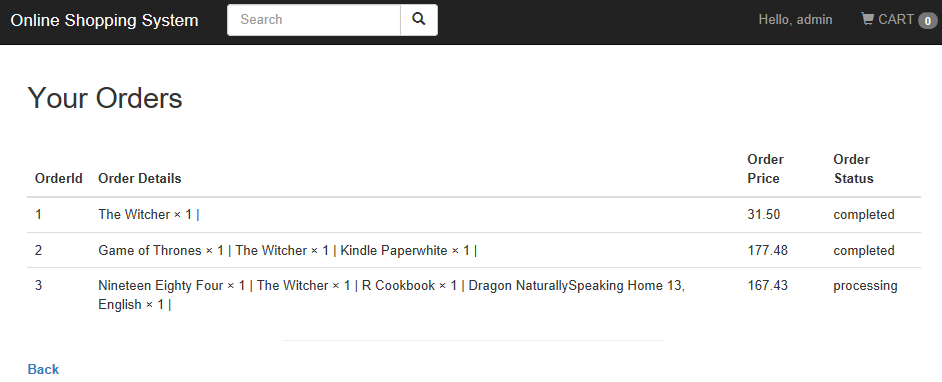 Online Shopping System Search Hello, admin CART 0
Your Orders
OrderId Order Details Order Price Order Status
1 The Witcher × 1 | 31.50 completed
2 Game of Thrones × 1 | The Witcher × 1 | Kindle Paperwhite × 1 | 177.48 completed
3 Nineteen Eighty Four × 1 | The Witcher × 1 | R Cookbook × 1 | Dragon NaturallySpeaking Home 13, 167.43 processing
English × 1 |
Back